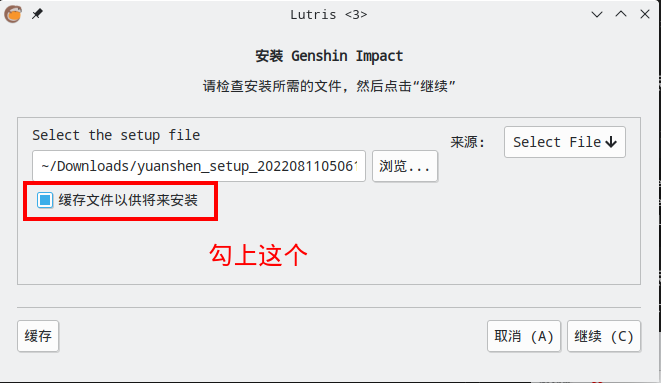 Lutris <3>
安装 Genshin Impact
请检查安装所需的文件，然后点击“继续”
Select the setup file
来源:
Select File
~/Downloads/yuanshen_setup_2022081105061
浏览...
缓存文件以供将来安装
勾上这个
缓存
取消 (A)
继续 (C)